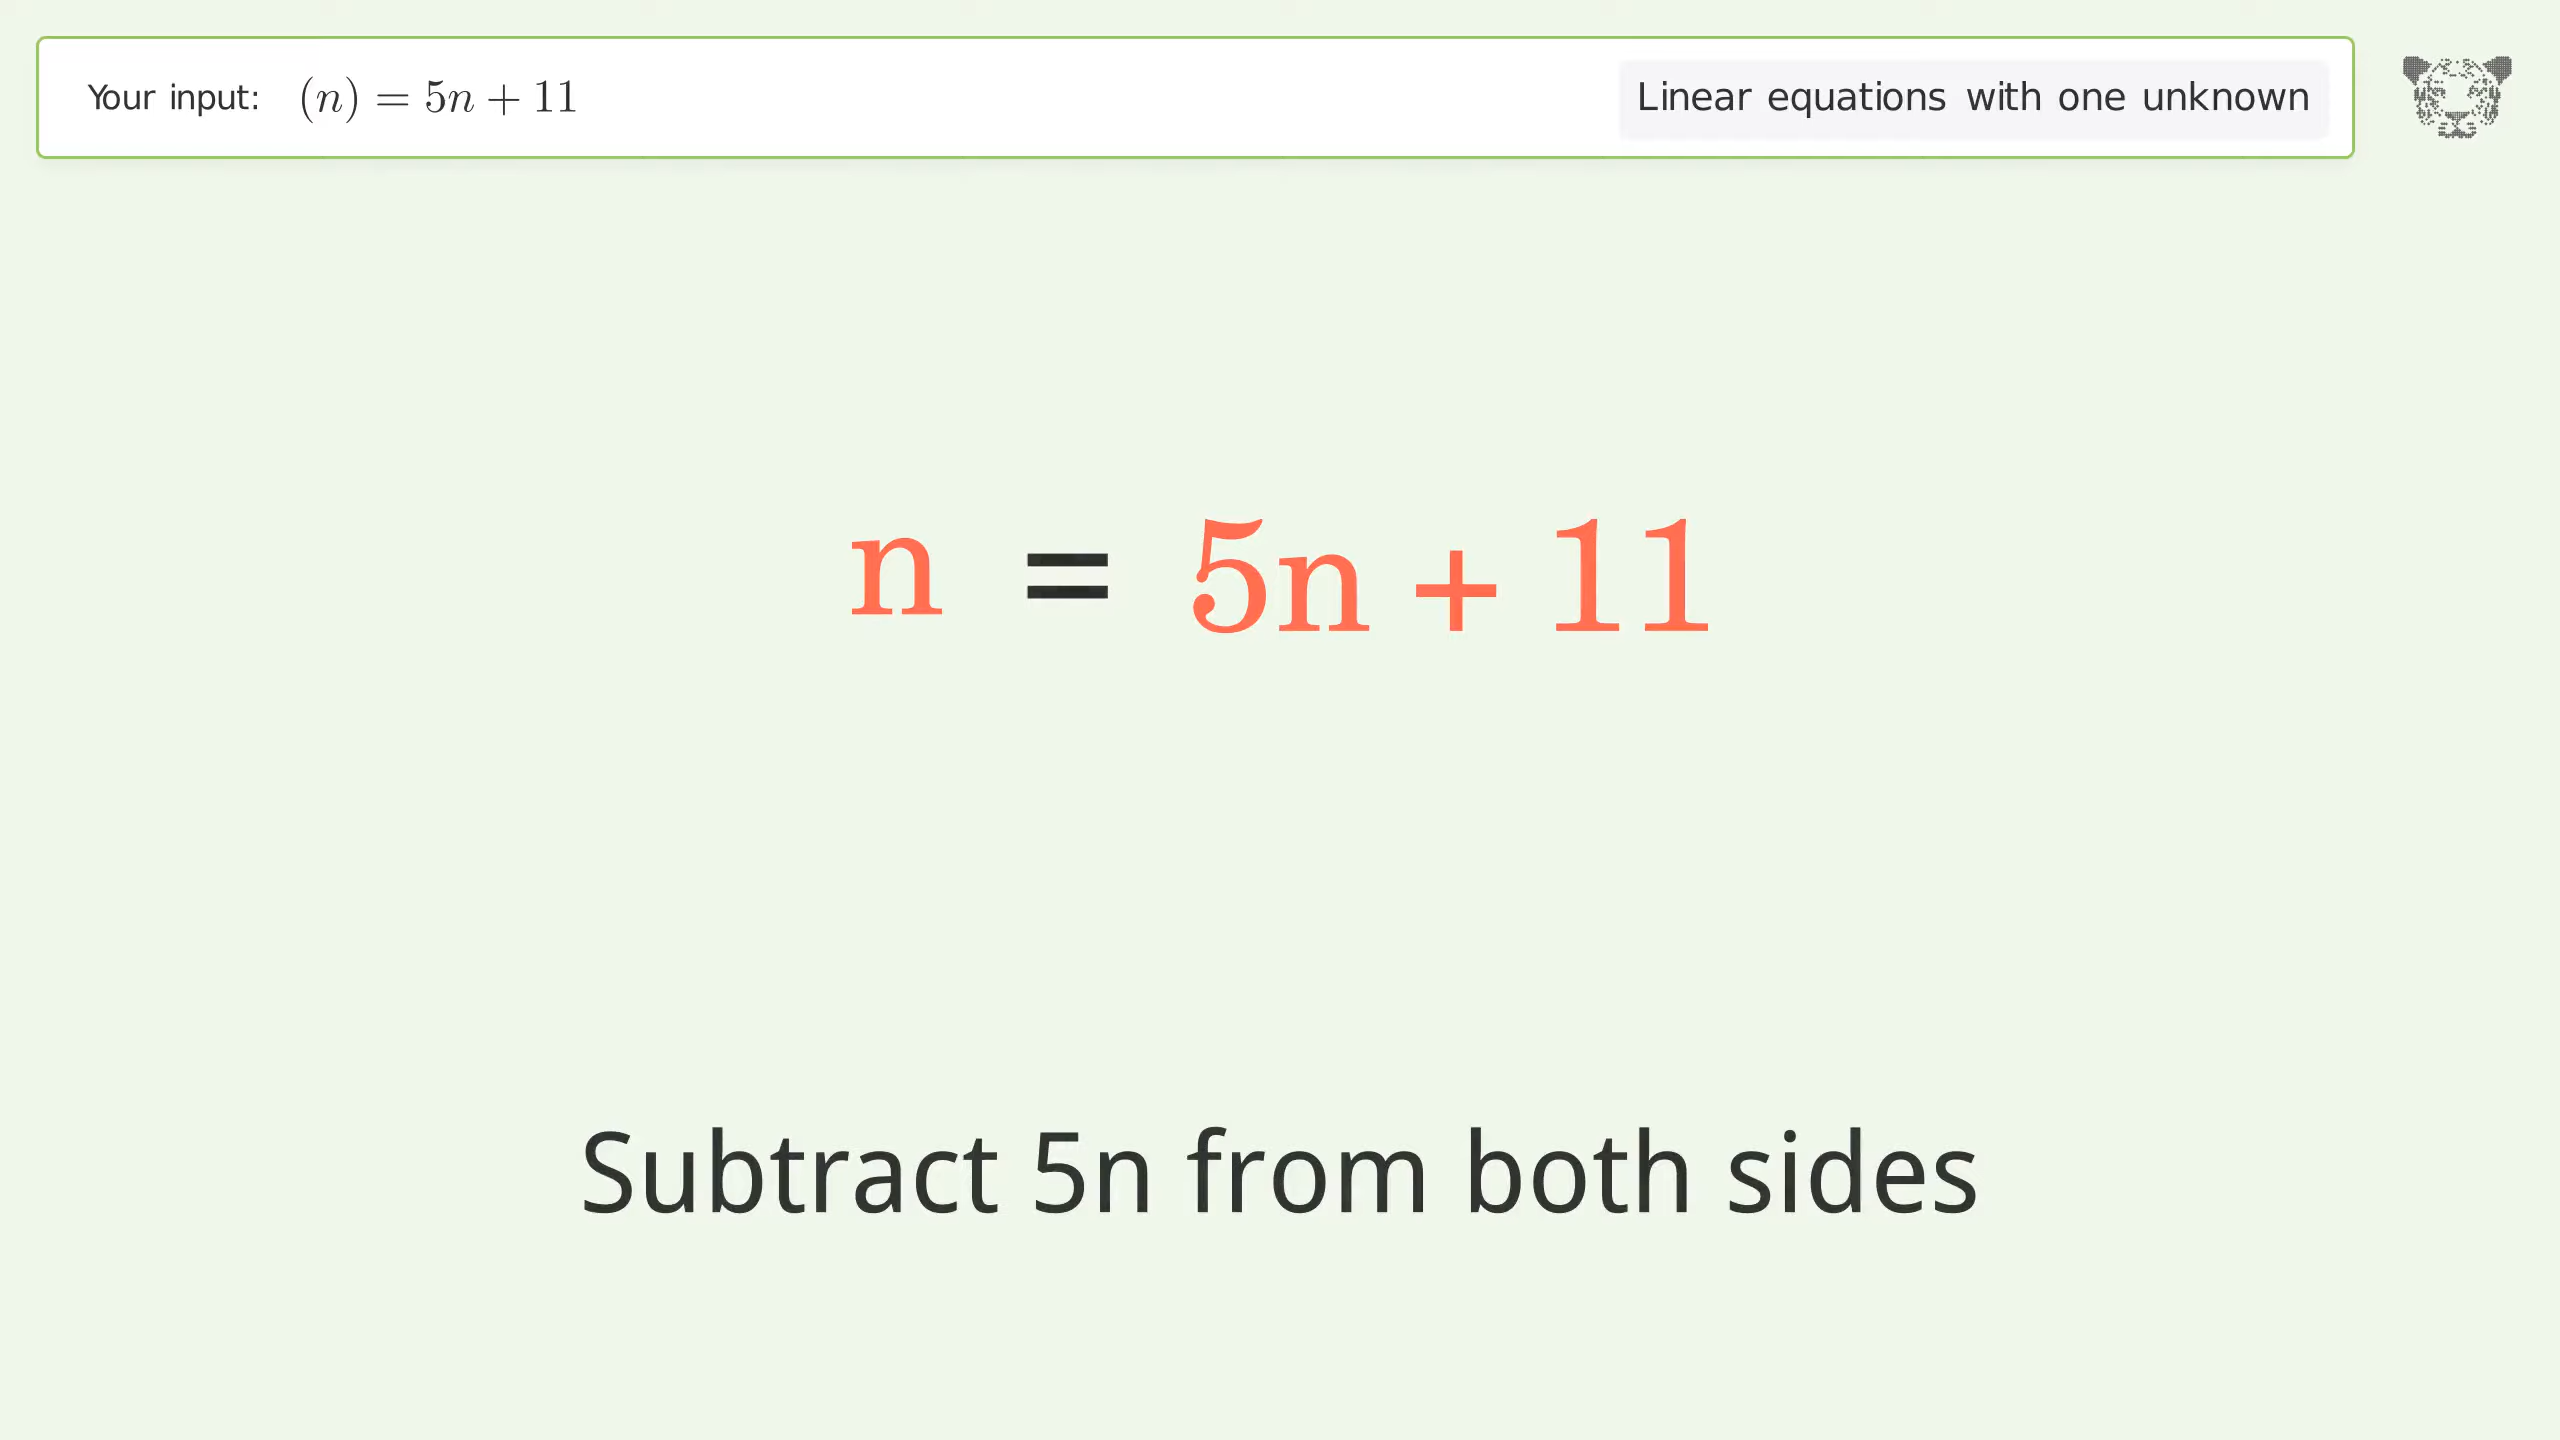 Your input: (n) = 5n + 11
Linear equations with one unknown
n = 5n + 11
Subtract 5n from both sides